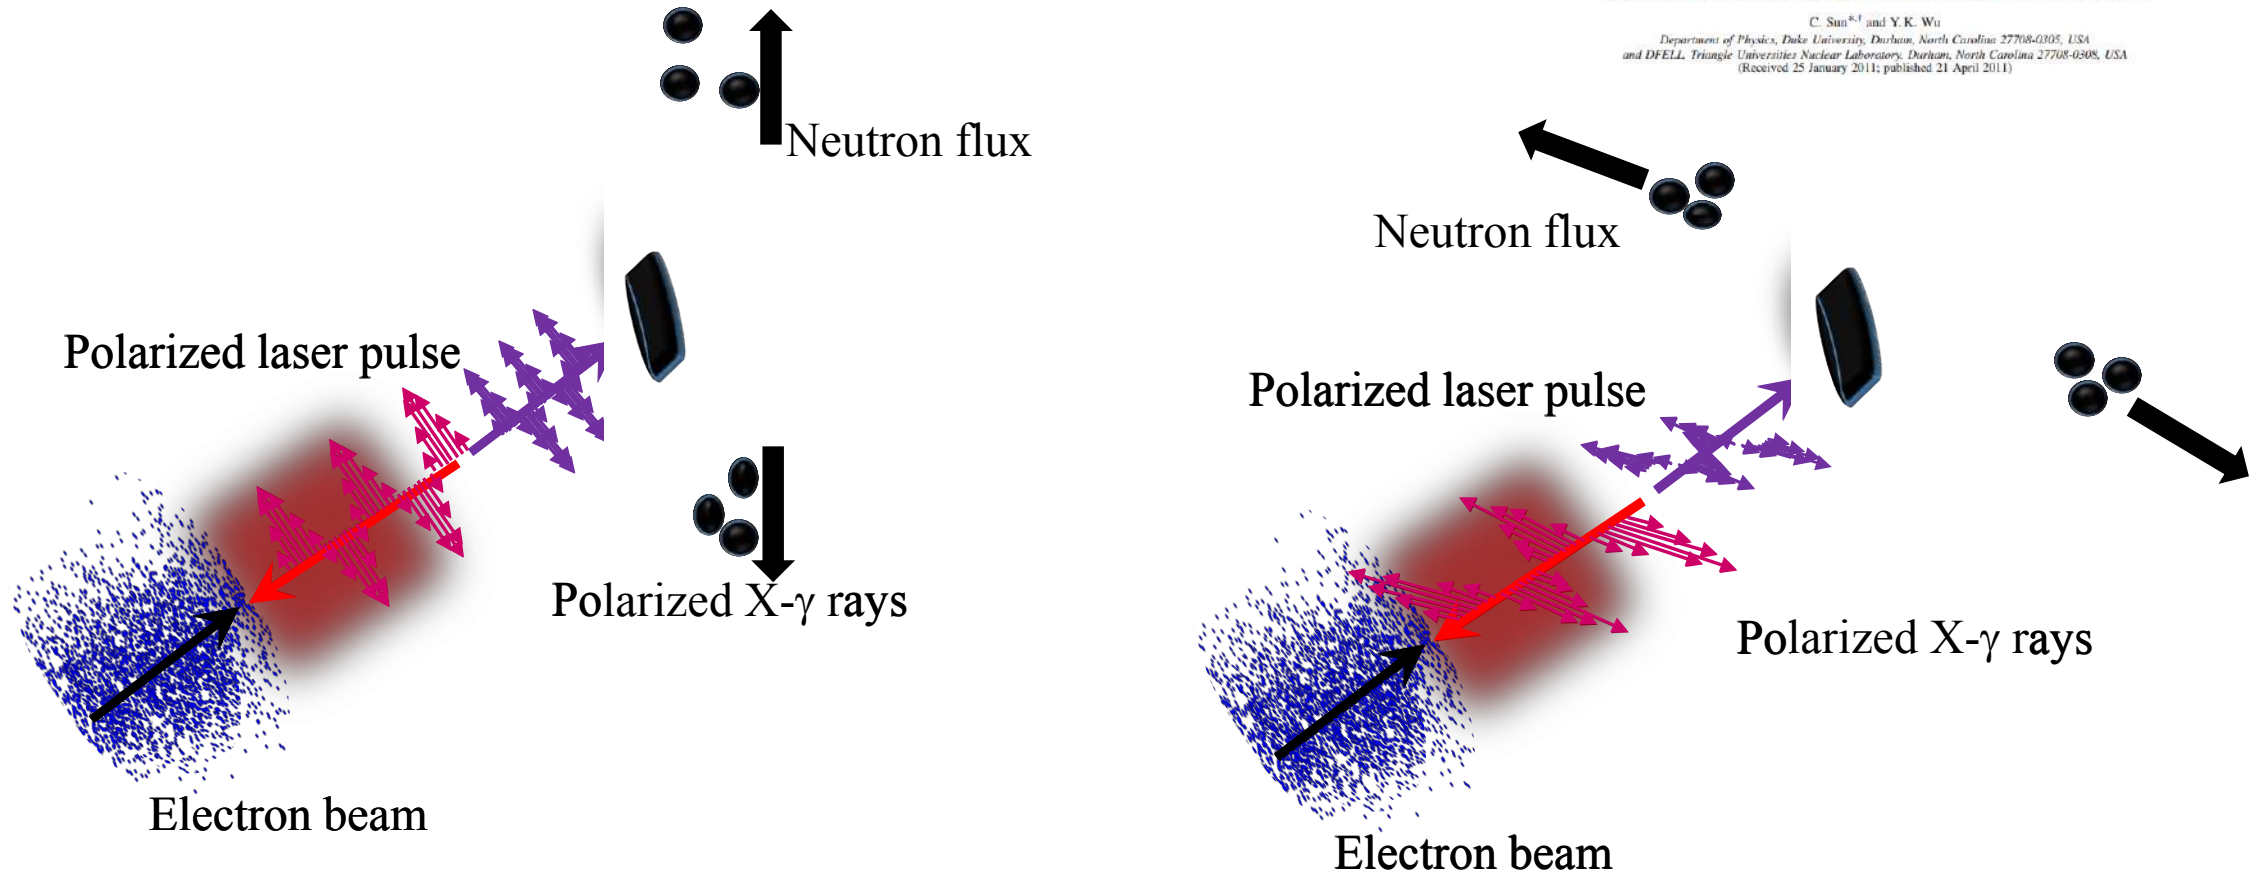 C. Sun*,† and Y. K. Wu
Department of Physics, Duke University, Durham, North Carolina 27708-0305, USA
and DFELL, Triangle Universities Nuclear Laboratory, Durham, North Carolina 27708-0308, USA
(Received 25 January 2011; published 21 April 2011)
Neutron flux
Polarized laser pulse
Polarized X-γ rays
Electron beam
Neutron flux
Polarized laser pulse
Polarized X-γ rays
Electron beam